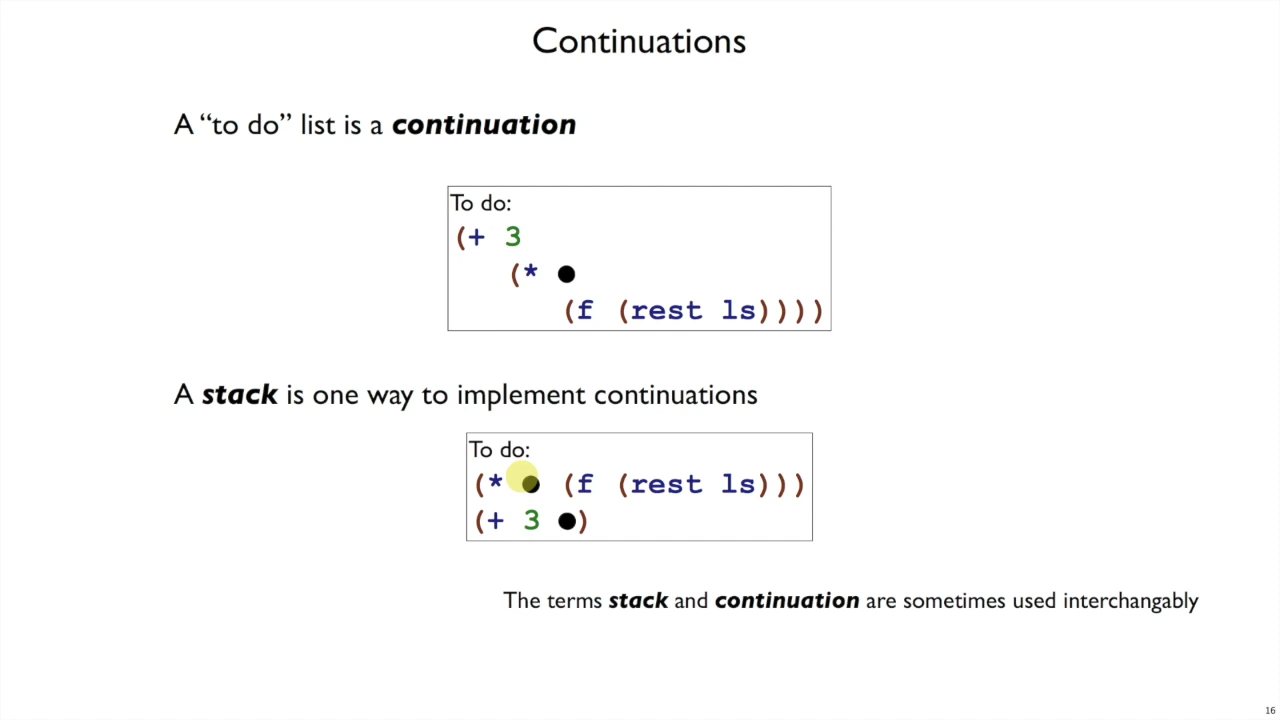 Continuations
A “to do” list is a continuation
To do:
(+ 3
(* ●
(f (rest ls))))
A stack is one way to implement continuations
To do:
(* ● (f (rest ls)))
(+ 3 ●)
The terms stack and continuation are sometimes used interchangably
16